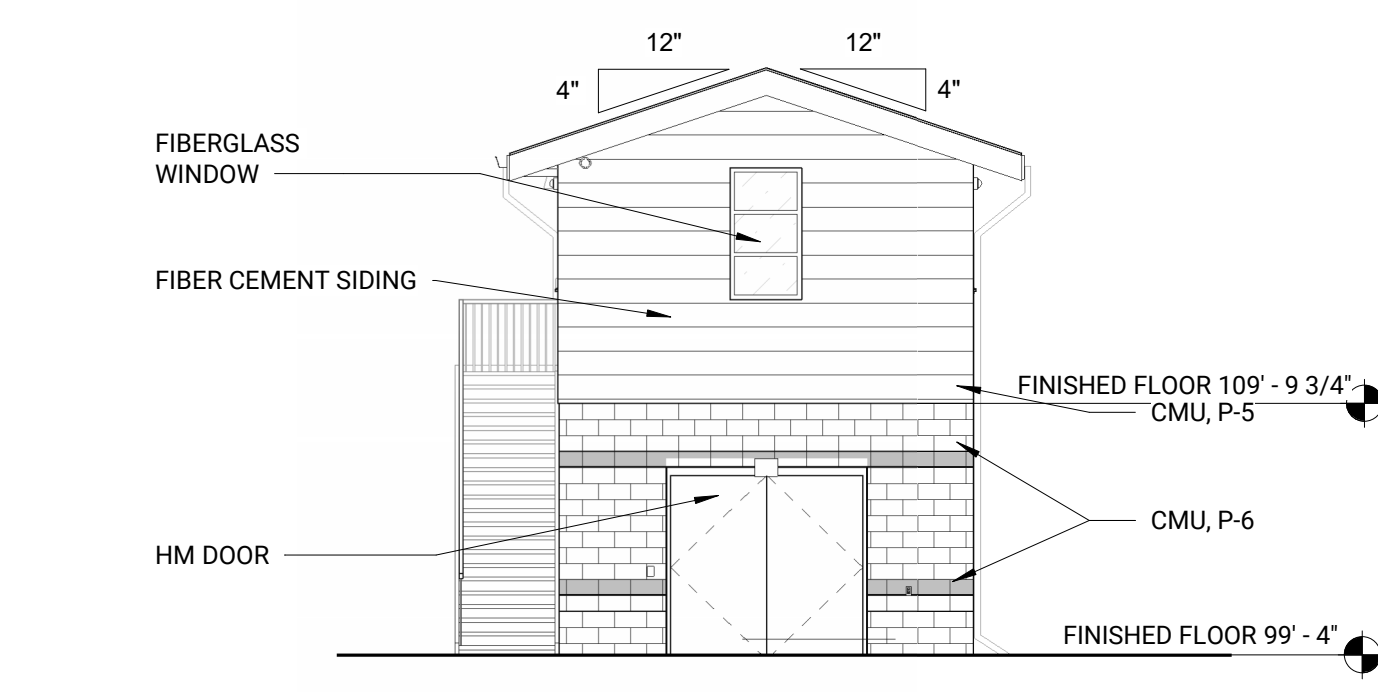 12"
12"
4"
4"
FIBERGLASS
WINDOW
FIBER CEMENT SIDING
FINISHED FLOOR 109' - 9 3/4"
CMU, P-5
CMU, P-6
HM DOOR
FINISHED FLOOR 99' - 4"